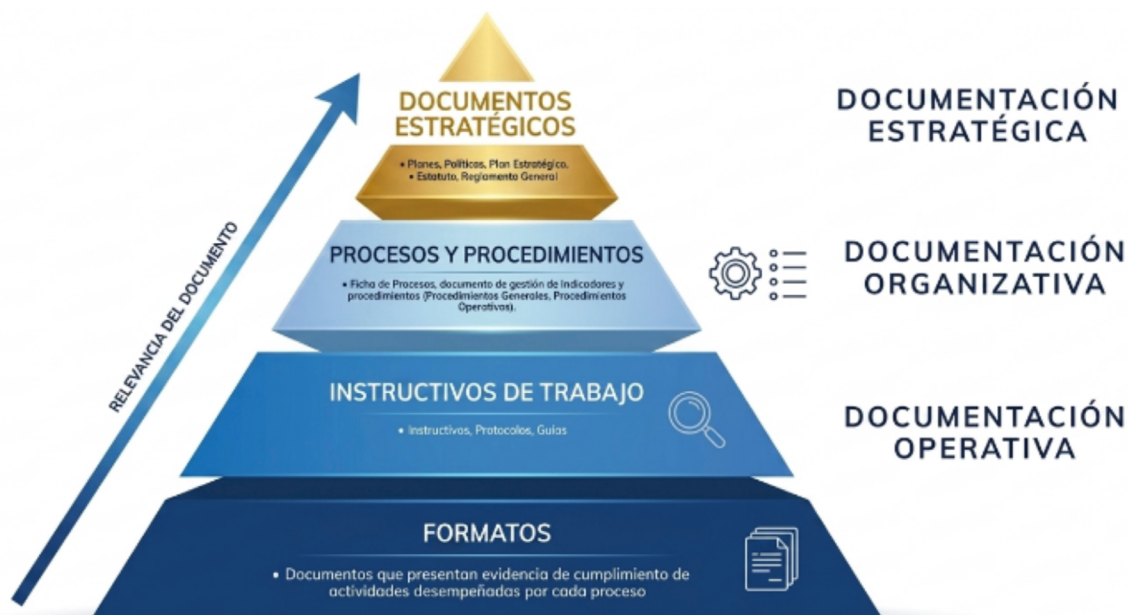 DOCUMENTOS
ESTRATÉGICOS
• Planes, Políticas, Plan Estratégico.
• Estatuto, Reglamento General
DOCUMENTACIÓN
ESTRATÉGICA
RELEVANCIA DEL DOCUMENTO
PROCESOS Y PROCEDIMIENTOS
• Ficha de Procesos, documento de gestión de Indicadores y
procedimientos (Procedimientos Generales, Procedimientos
Operativos).
DOCUMENTACIÓN
ORGANIZATIVA
INSTRUCTIVOS DE TRABAJO
• Instructivos, Protocolos, Guías
DOCUMENTACIÓN
OPERATIVA
FORMATOS
• Documentos que presentan evidencia de cumplimiento de
actividades desempeñadas por cada proceso